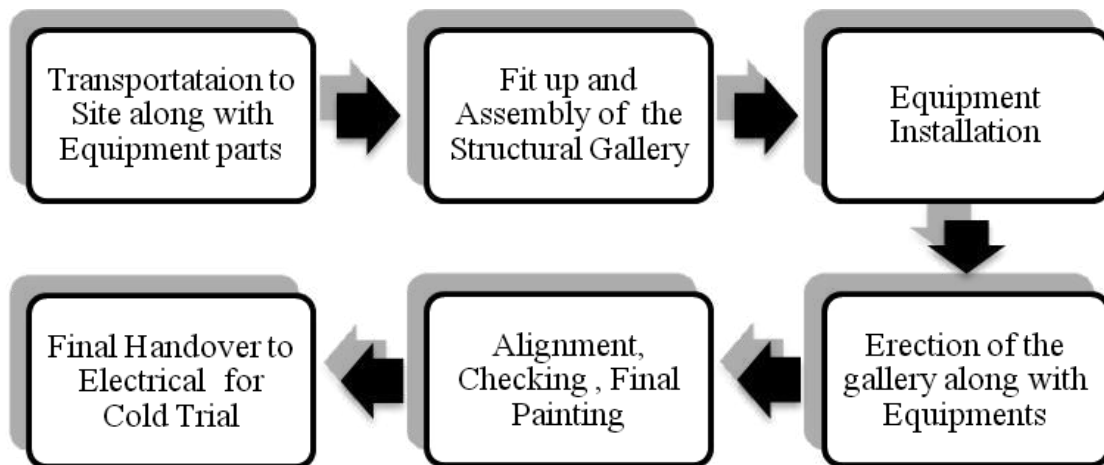 Transportataion to
Site along with
Equipment parts
Fit up and
Assembly of the
Structural Gallery
Equipment
Installation
Erection of the
gallery along with
Equipments
Alignment,
Checking , Final
Painting
Final Handover to
Electrical for
Cold Trial